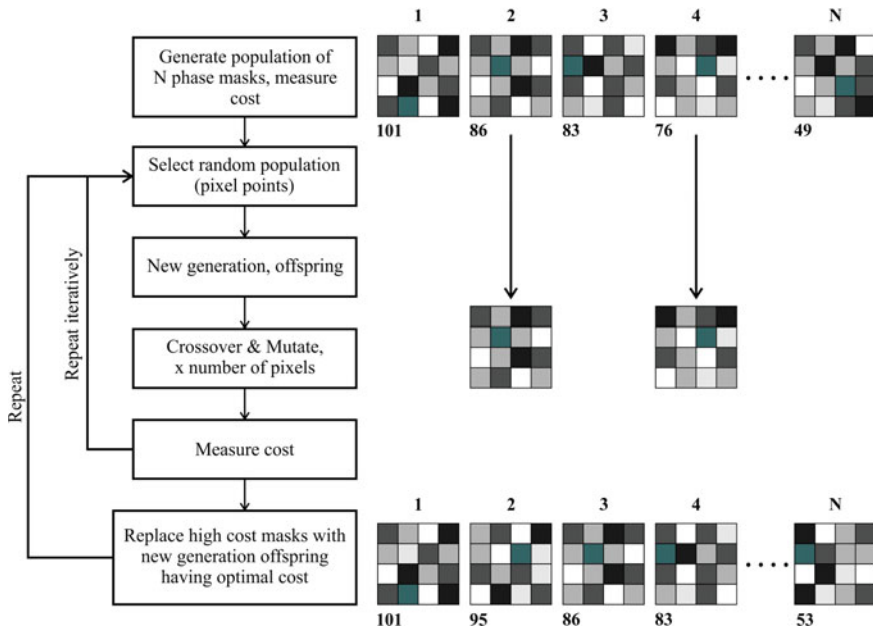 1 2 3 4 N
Generate population of
N phase masks, measure
cost
101 86 83 76 49
Select random population
(pixel points)
New generation, offspring
Crossover & Mutate,
x number of pixels
Repeat iteratively
Repeat
Measure cost
1 2 3 4 N
Replace high cost masks with
new generation offspring
having optimal cost
101 95 86 83 53